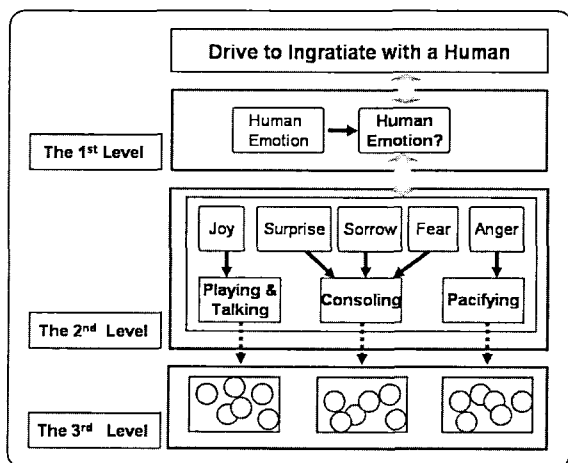 Drive to Ingratiate with a Human
Human
Emotion
Human
Emotion?
The 1st Level
Joy
Surprise
Sorrow
Fear
Anger
Playing &
Talking
Consoling
Pacifying
The 2nd Level
The 3rd Level